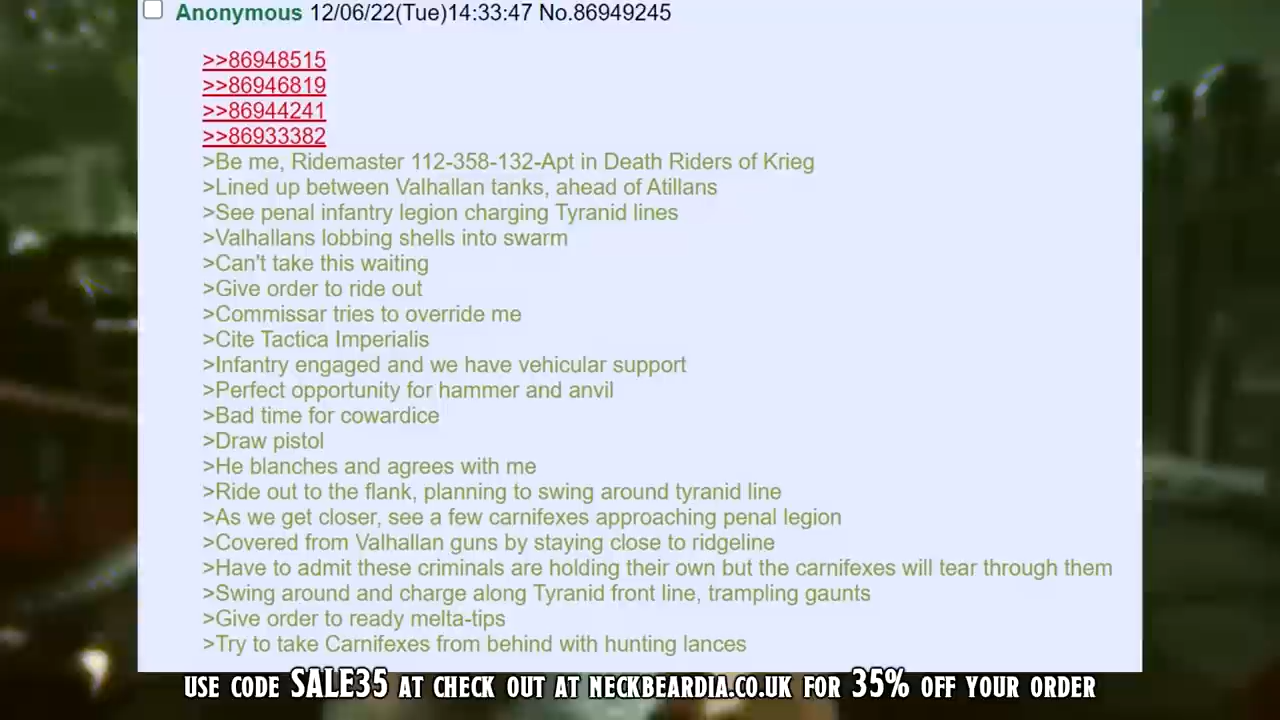 Anonymous 12/06/22(Tue)14:33:47 No.86949245
>>86948515
>>86946819
>>86944241
>>86933382
>Be me, Ridemaster 112-358-132-Apt in Death Riders of Krieg
>Lined up between Valhallan tanks, ahead of Atillans
>See penal infantry legion charging Tyranid lines
>Valhallans lobbing shells into swarm
>Can't take this waiting
>Give order to ride out
>Commissar tries to override me
>Cite Tactica Imperialis
>Infantry engaged and we have vehicular support
>Perfect opportunity for hammer and anvil
>Bad time for cowardice
>Draw pistol
>He blanches and agrees with me
>Ride out to the flank, planning to swing around tyranid line
>As we get closer, see a few carnifexes approaching penal legion
>Covered from Valhallan guns by staying close to ridgeline
>Have to admit these criminals are holding their own but the carnifexes will tear through them
>Swing around and charge along Tyranid front line, trampling gaunts
>Give order to ready melta-tips
>Try to take Carnifexes from behind with hunting lances
USE CODE SALE35 AT CHECK OUT AT NECKBEARDIA.CO.UK FOR 35% OFF YOUR ORDER